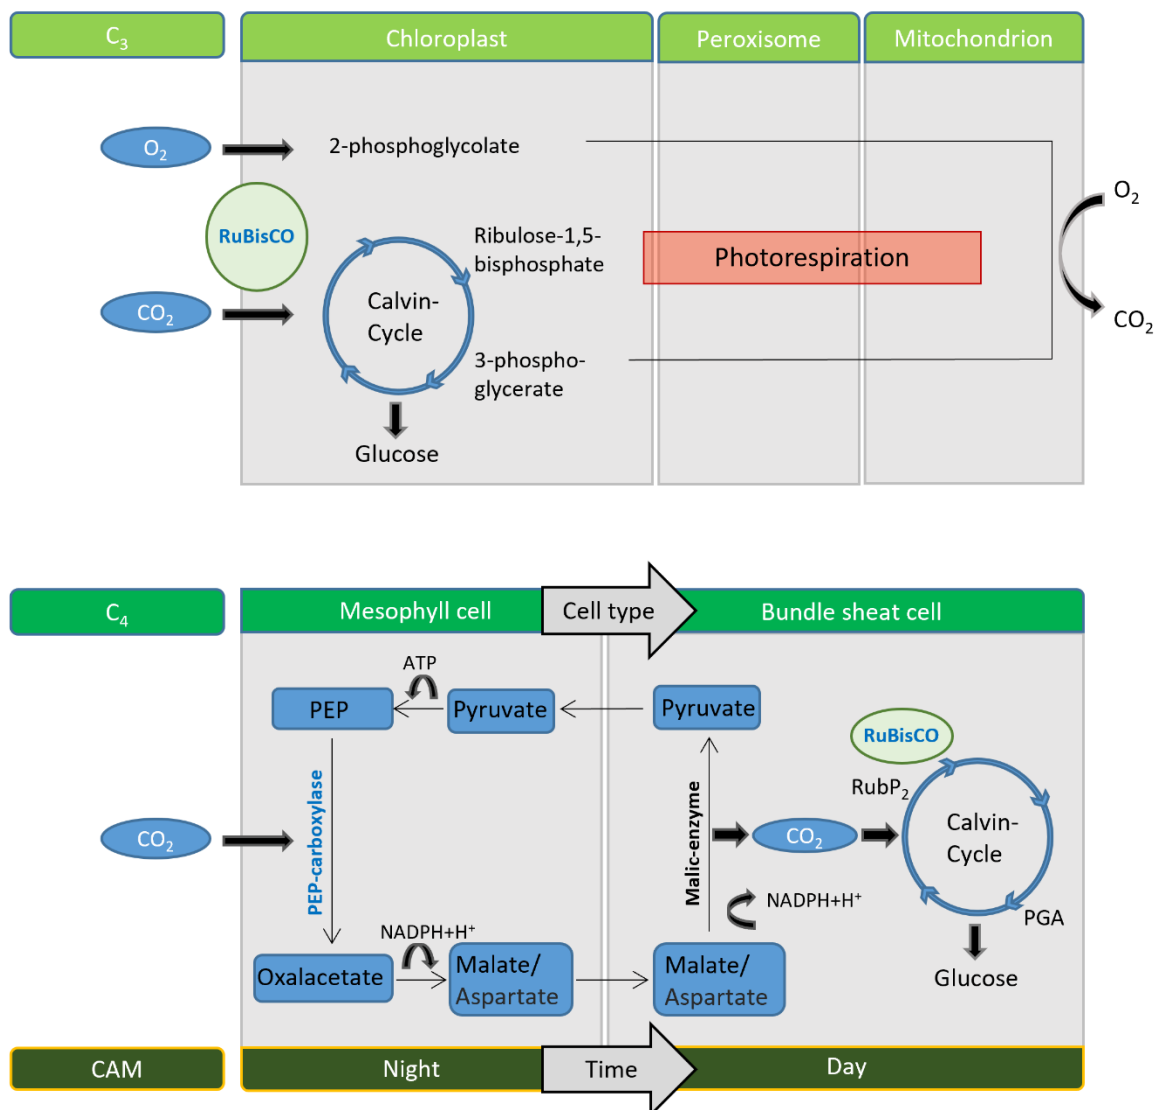 C₃
Chloroplast
Peroxisome
Mitochondrion
O₂
2-phosphoglycolate
O₂
RuBisCO
Ribulose-1,5-
bisphosphate
Photorespiration
CO₂
Calvin-
Cycle
CO₂
3-phospho-
glycerate
Glucose
C₄
Mesophyll cell
Cell type
Bundle sheat cell
ATP
PEP
Pyruvate
Pyruvate
RuBisCO
RubP₂
CO₂
PEP-carboxylase
Malic-enzyme
CO₂
Calvin-
Cycle
NADPH+H⁺
NADPH+H⁺
PGA
Oxalacetate
Malate/
Aspartate
Malate/
Aspartate
Glucose
CAM
Night
Time
Day